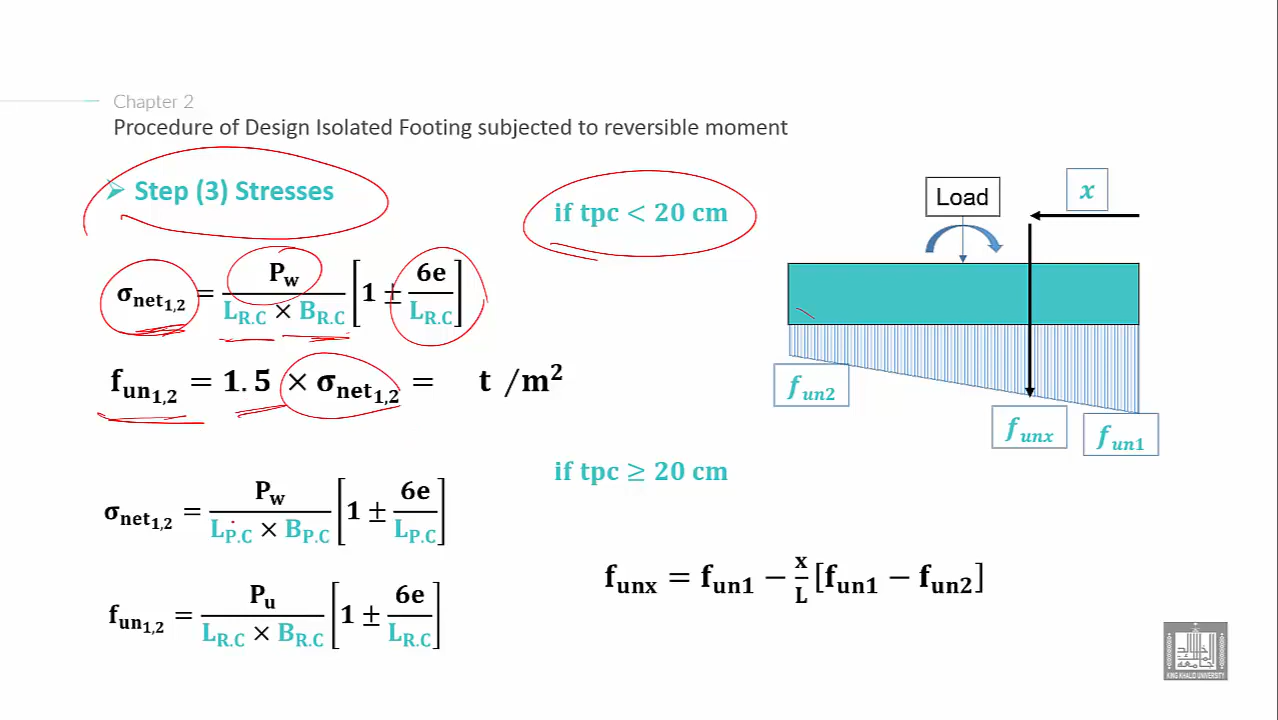 Chapter 2
Procedure of Design Isolated Footing subjected to reversible moment
➢ Step (3) Stresses
if tpc < 20 cm
σnet1,2 = Pw / (LR.C × BR.C) [1 ± 6e / LR.C]
fun1,2 = 1.5 × σnet1,2 = t /m²
Load
x
fun2
funx
fun1
if tpc ≥ 20 cm
σnet1,2 = Pw / (LP.C × BP.C) [1 ± 6e / LP.C]
funx = fun1 − x/L [fun1 − fun2]
fun1,2 = Pu / (LR.C × BR.C) [1 ± 6e / LR.C]
KING KHALID UNIVERSITY